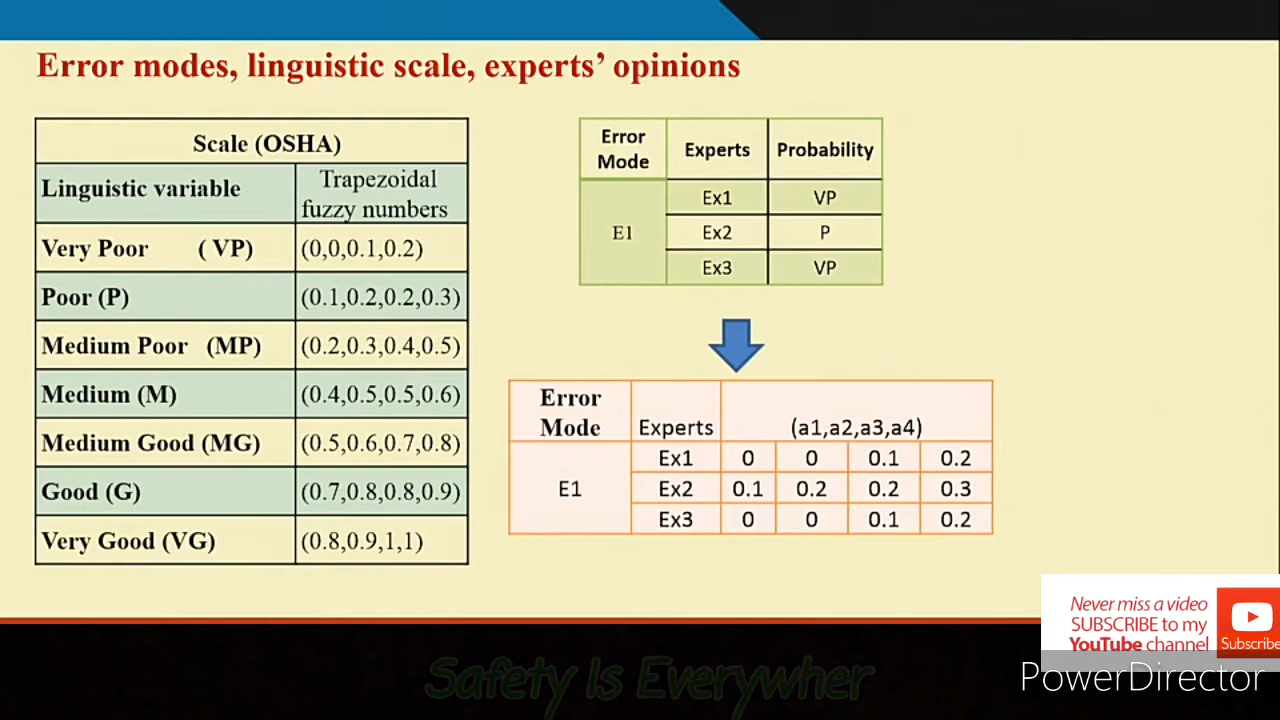 Error modes, linguistic scale, experts' opinions
Scale (OSHA)
Linguistic variable Trapezoidal fuzzy numbers
Very Poor ( VP) (0,0,0.1,0.2)
Poor (P) (0.1,0.2,0.2,0.3)
Medium Poor (MP) (0.2,0.3,0.4,0.5)
Medium (M) (0.4,0.5,0.5,0.6)
Medium Good (MG) (0.5,0.6,0.7,0.8)
Good (G) (0.7,0.8,0.8,0.9)
Very Good (VG) (0.8,0.9,1,1)
Error Mode Experts Probability
E1
Ex1 VP
Ex2 P
Ex3 VP
Error Mode Experts (a1,a2,a3,a4)
E1
Ex1 0 0 0.1 0.2
Ex2 0.1 0.2 0.2 0.3
Ex3 0 0 0.1 0.2
Never miss a video
SUBSCRIBE to my
YouTube channel
Subscribe
PowerDirector
Safety Is Everywher